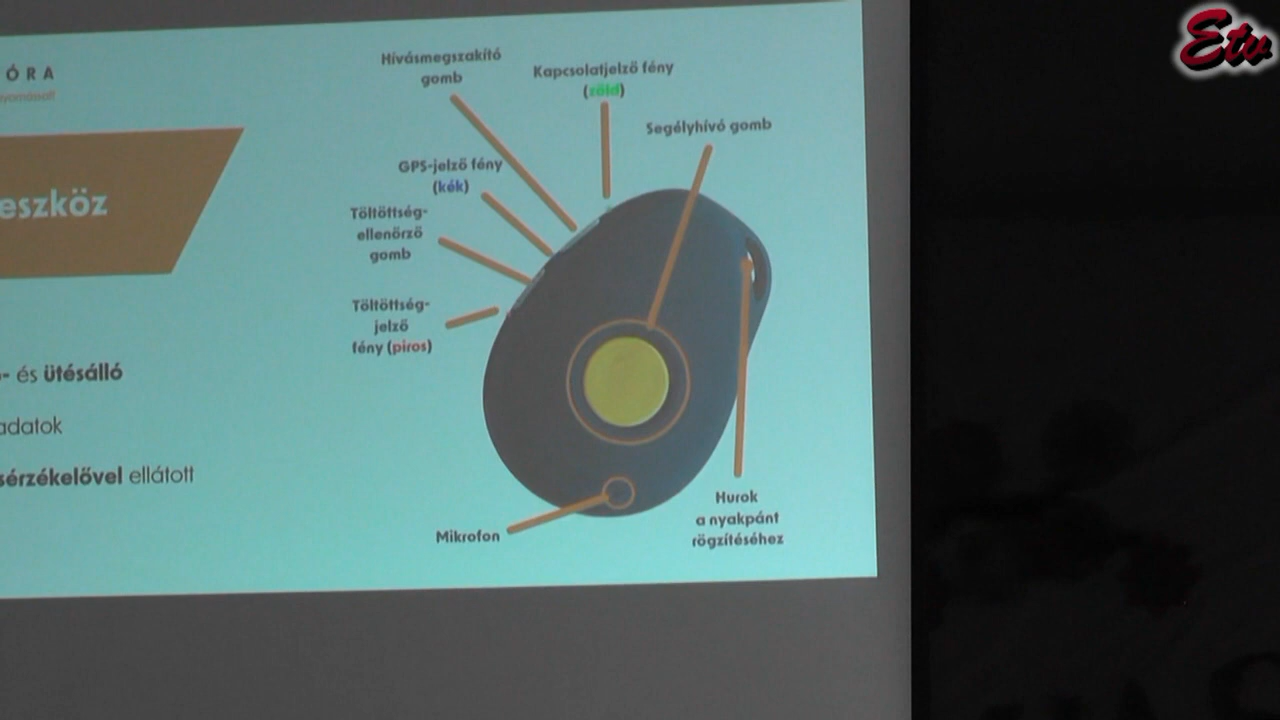 ÓRA
eszköz
- és ütésálló
adatok
sérzékelővel ellátott
Hívásmegszakító
gomb
Kapcsolatjelző fény
(zöld)
Segélyhívó gomb
GPS-jelző fény
(kék)
Töltöttség-
ellenőrző
gomb
Töltöttség-
jelző
fény (piros)
Mikrofon
Hurok
a nyakpánt
rögzítéséhez
Etv